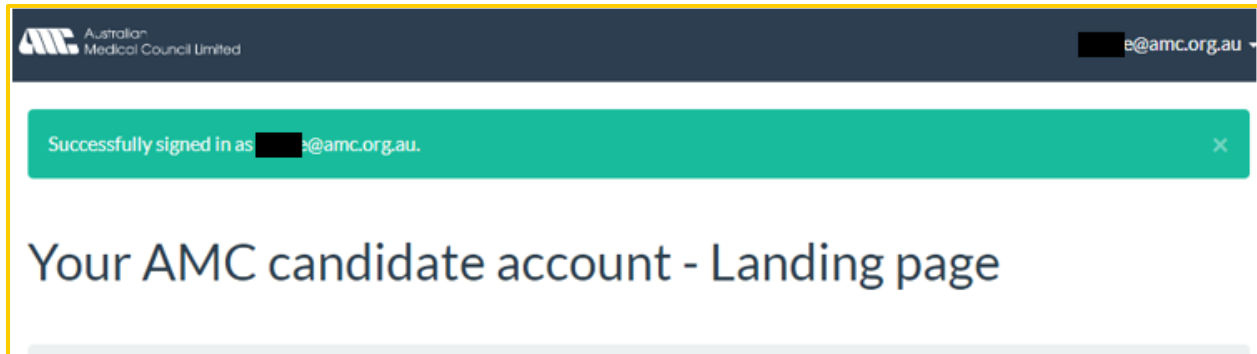 AMC Australian
Medical Council Limited
e@amc.org.au
Successfully signed in as e@amc.org.au.
×
Your AMC candidate account - Landing page